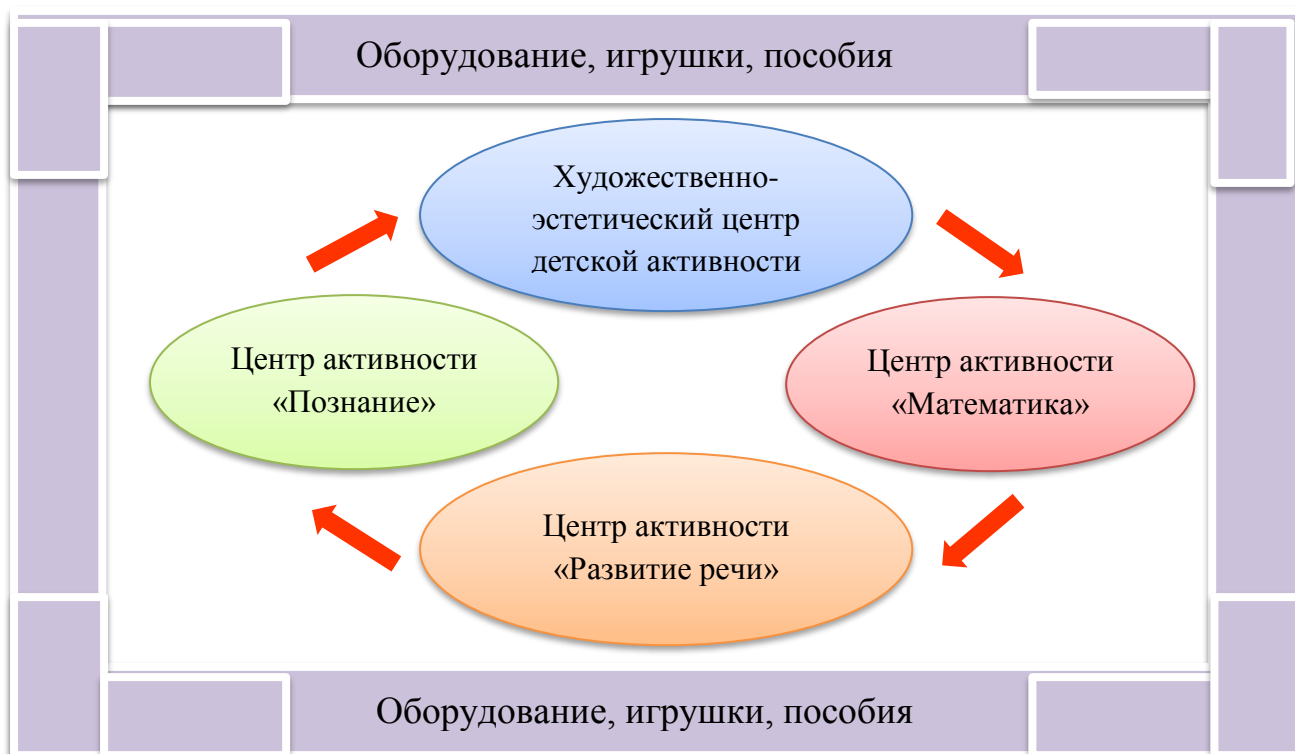 Оборудование, игрушки, пособия
Художественно-
эстетический центр
детской активности
Центр активности
«Познание»
Центр активности
«Математика»
Центр активности
«Развитие речи»
Оборудование, игрушки, пособия